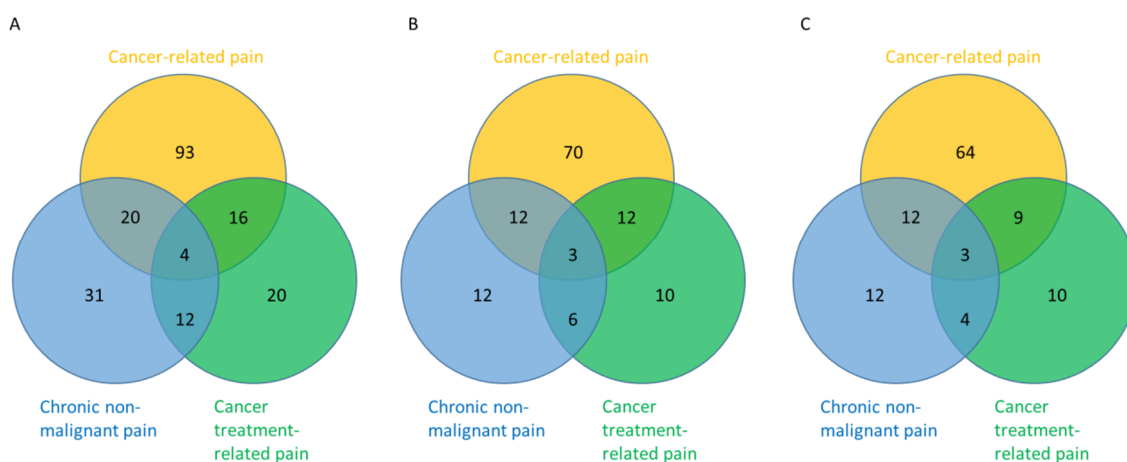 A
Cancer-related pain
93
20
16
4
31
20
12
Chronic non-
malignant pain
Cancer
treatment-
related pain
B
Cancer-related pain
70
12
12
3
12
10
6
Chronic non-
malignant pain
Cancer
treatment-
related pain
C
Cancer-related pain
64
12
9
3
12
10
4
Chronic non-
malignant pain
Cancer
treatment-
related pain